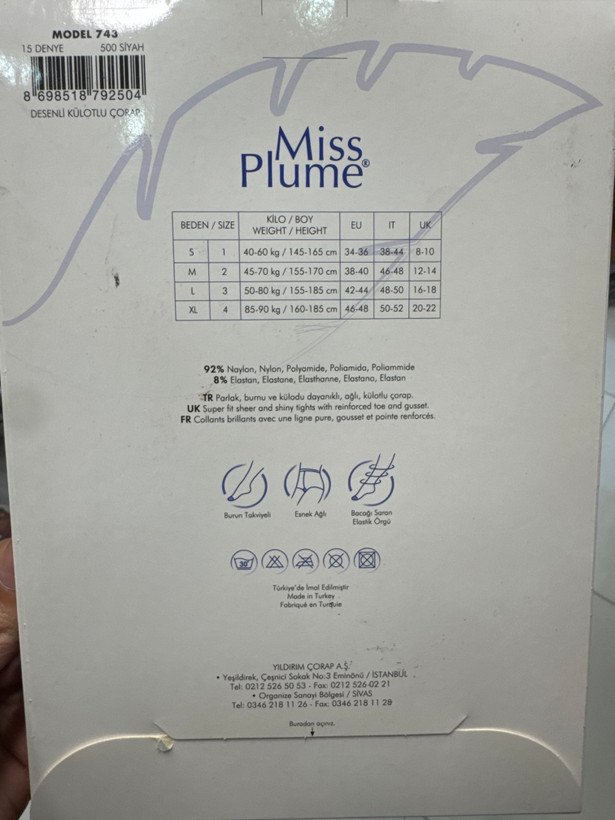 MODEL 743
15 DENYE 500 SİYAH
8 698518 792504
DESENLİ KÜLOTLU ÇORAP
Miss
Plume®
BEDEN / SIZE KİLO / BOY WEIGHT / HEIGHT EU IT UK
S 1 40-60 kg / 145-165 cm 34-36 38-44 8-10
M 2 45-70 kg / 155-170 cm 38-40 46-48 12-14
L 3 50-80 kg / 155-185 cm 42-44 48-50 16-18
XL 4 85-90 kg / 160-185 cm 46-48 50-52 20-22
92% Naylon, Nylon, Polyamide, Poliamida, Poliammide
8% Elastan, Elastane, Elasthanne, Elastano, Elastan
TR Parlak, burnu ve külodu dayanıklı, ağlı, külotlu çorap.
UK Super fit sheer and shiny tights with reinforced toe and gusset.
FR Collants brillants avec une ligne pure, gousset et pointe renforcés.
Burun Takviyeli Esnek Ağlı Bacağı Saran
Elastik Örgü
30°
Türkiye'de İmal Edilmiştir
Made in Turkey
Fabriqué en Turquie
YILDIRIM ÇORAP A.Ş.
• Yeşildirek, Çeşnici Sokak No:3 Eminönü / İSTANBUL
Tel: 0212 526 50 53 - Fax: 0212 526 02 21
• Organize Sanayi Bölgesi / SİVAS
Tel: 0346 218 11 26 - Fax: 0346 218 11 28
Buradan açınız.